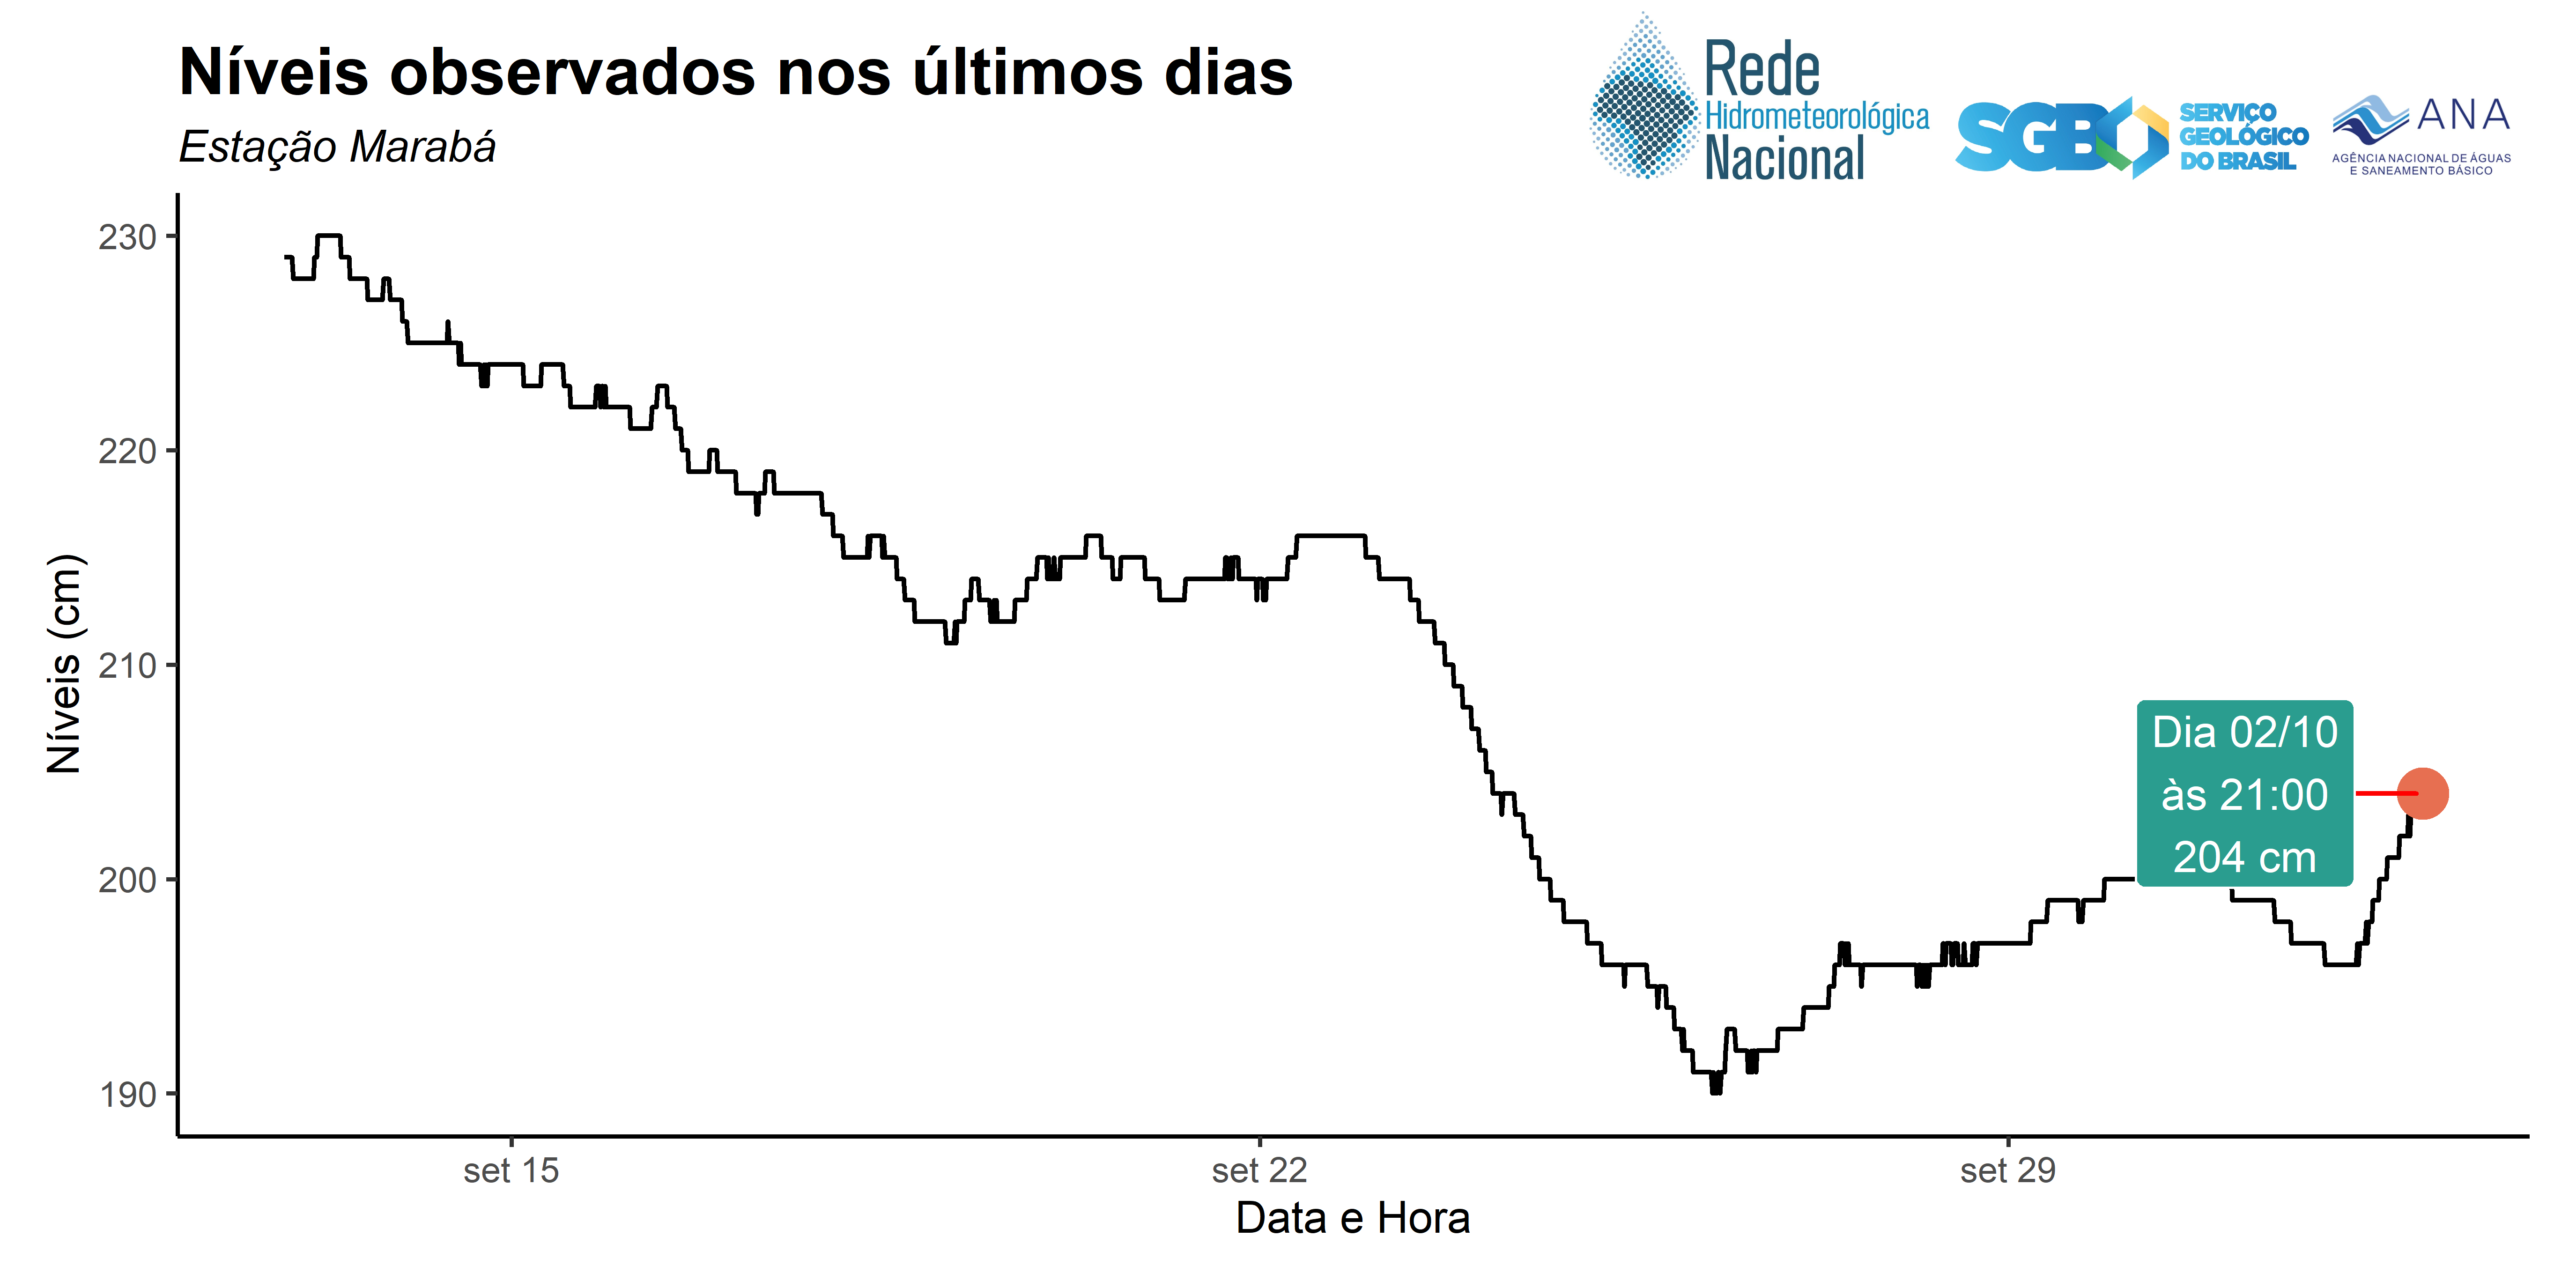 Níveis observados nos últimos dias
Estação Marabá
Rede
Hidrometeorológica
Nacional
SGB
SERVIÇO
GEOLÓGICO
DO BRASIL
ANA
AGÊNCIA NACIONAL DE ÁGUAS
E SANEAMENTO BÁSICO
230
220
210
200
190
Níveis (cm)
Dia 02/10
às 21:00
204 cm
set 15
set 22
set 29
Data e Hora